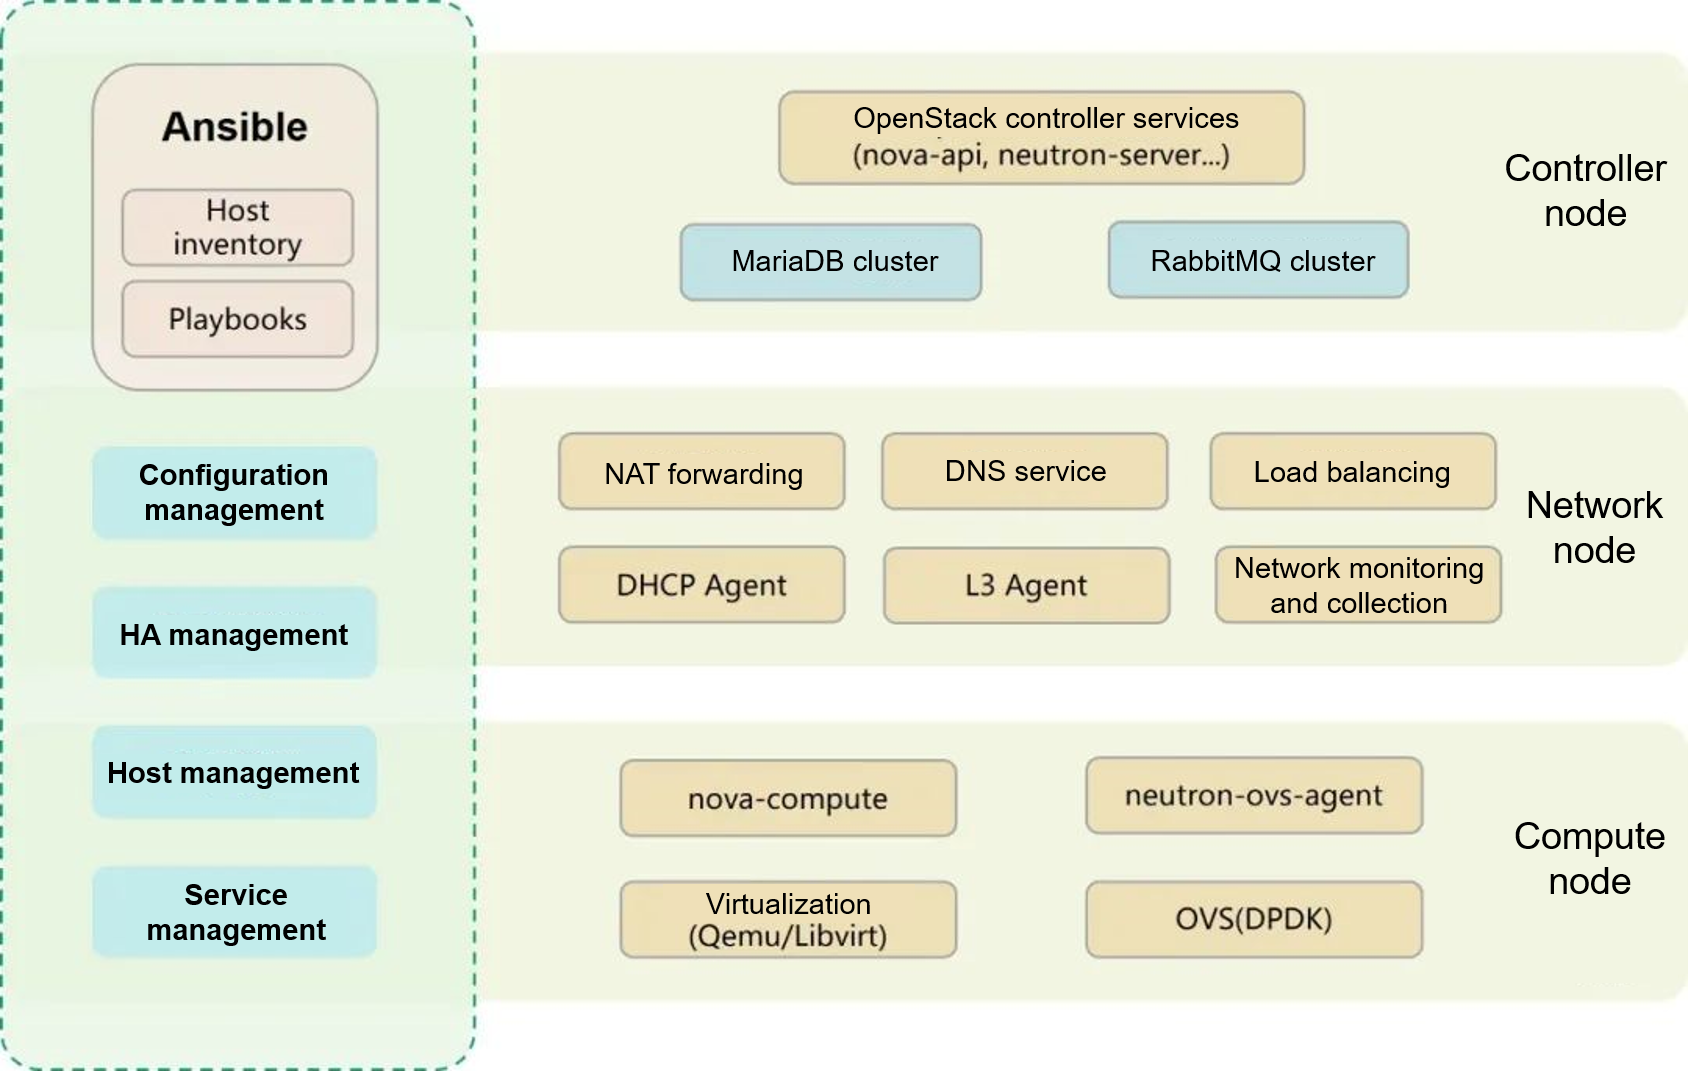 Ansible
Host
inventory
Playbooks
Configuration
management
HA management
Host management
Service
management
OpenStack controller services
(nova-api, neutron-server...)
MariaDB cluster
RabbitMQ cluster
Controller
node
NAT forwarding
DNS service
Load balancing
DHCP Agent
L3 Agent
Network monitoring
and collection
Network
node
nova-compute
neutron-ovs-agent
Virtualization
(Qemu/Libvirt)
OVS(DPDK)
Compute
node